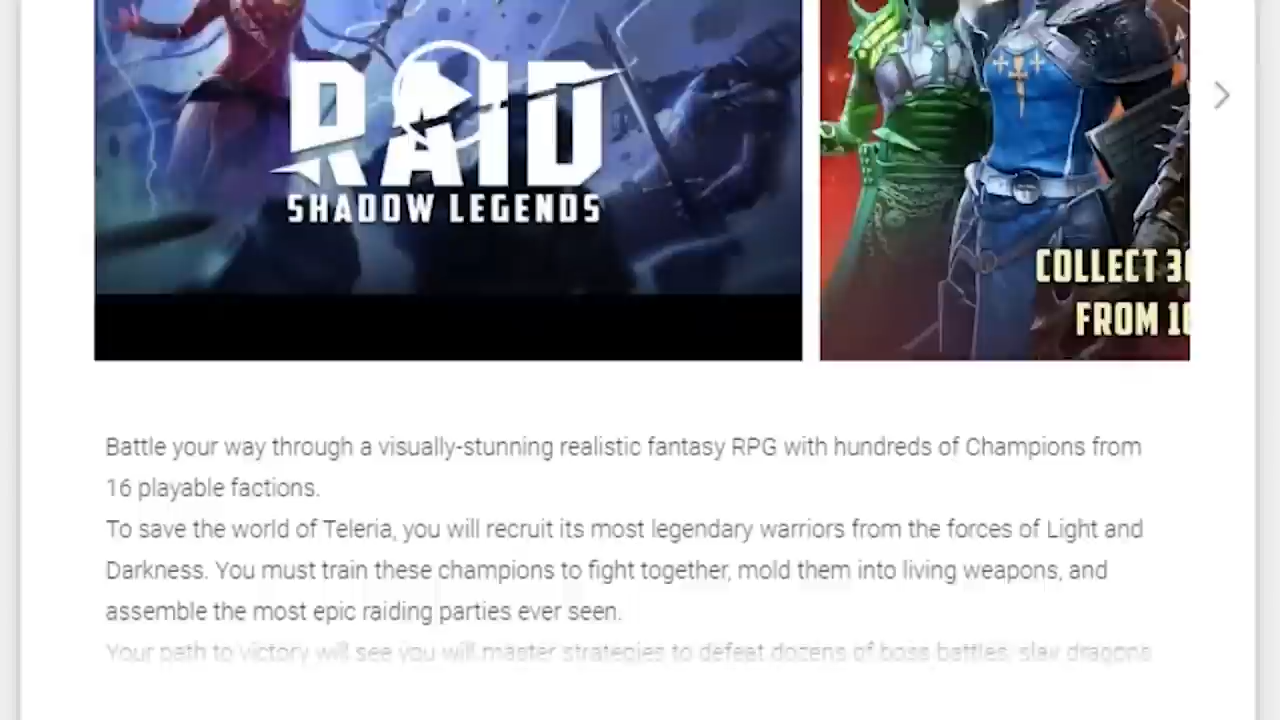 RAID
SHADOW LEGENDS
COLLECT 30
FROM 16
Battle your way through a visually-stunning realistic fantasy RPG with hundreds of Champions from
16 playable factions.
To save the world of Teleria, you will recruit its most legendary warriors from the forces of Light and
Darkness. You must train these champions to fight together, mold them into living weapons, and
assemble the most epic raiding parties ever seen.
Your path to victory will see you will master strategies to defeat dozens of boss battles, slay dragons